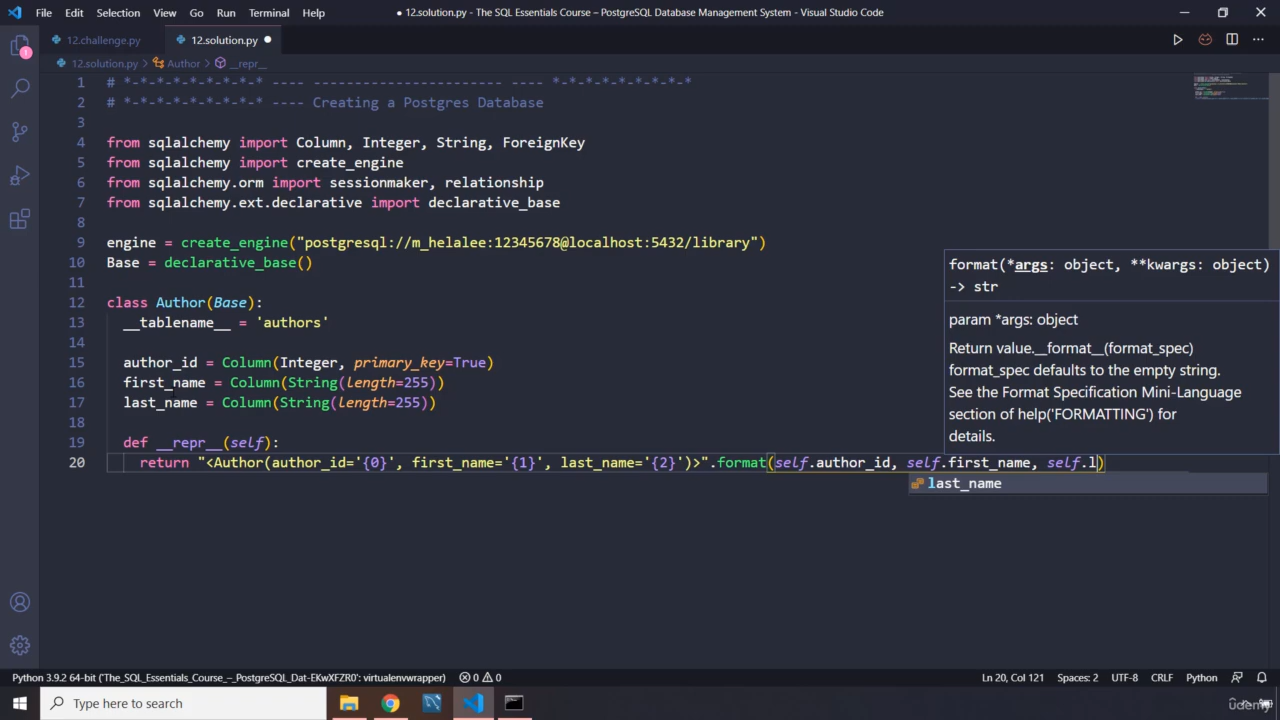 File Edit Selection View Go Run Terminal Help
● 12.solution.py - The SQL Essentials Course – PostgreSQL Database Management System - Visual Studio Code
12.challenge.py
12.solution.py ●
12.solution.py > Author > __repr__
1 # *-*-*-*-*-*-*-* ---- ----------------------- ---- *-*-*-*-*-*-*-*-*
2 # *-*-*-*-*-*-*-* ---- Creating a Postgres Database
3
4 from sqlalchemy import Column, Integer, String, ForeignKey
5 from sqlalchemy import create_engine
6 from sqlalchemy.orm import sessionmaker, relationship
7 from sqlalchemy.ext.declarative import declarative_base
8
9 engine = create_engine("postgresql://m_helalee:12345678@localhost:5432/library")
10 Base = declarative_base()
11
12 class Author(Base):
13 __tablename__ = 'authors'
14
15 author_id = Column(Integer, primary_key=True)
16 first_name = Column(String(length=255))
17 last_name = Column(String(length=255))
18
19 def __repr__(self):
20 return "<Author(author_id='{0}', first_name='{1}', last_name='{2}')>".format(self.author_id, self.first_name, self.l)
format(*args: object, **kwargs: object)
-> str
param *args: object
Return value.__format__(format_spec)
format_spec defaults to the empty string.
See the Format Specification Mini-Language
section of help('FORMATTING') for
details.
last_name
1
Python 3.9.2 64-bit ('The_SQL_Essentials_Course_–_PostgreSQL_Dat-EKwXFZR0': virtualenvwrapper) 0 0
Ln 20, Col 121 Spaces: 2 UTF-8 CRLF Python
Type here to search
Udemy